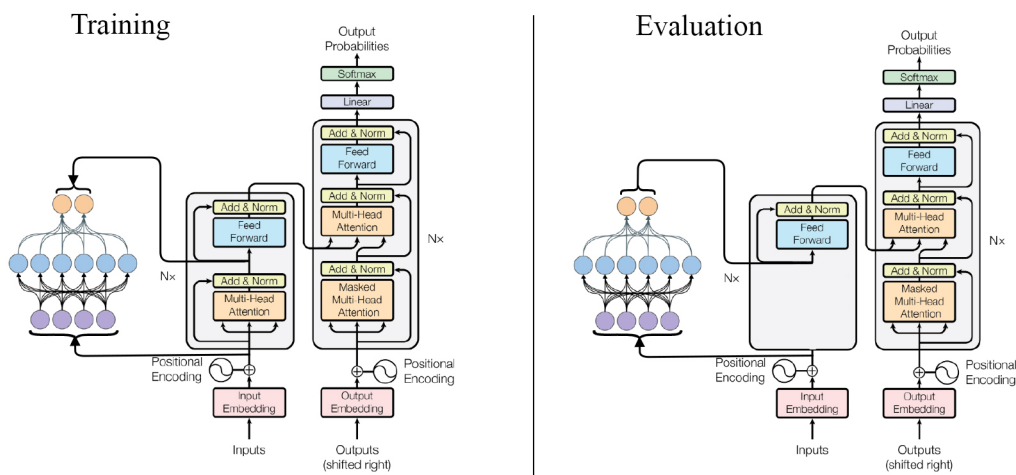 Training
Output
Probabilities
Softmax
Linear
Add & Norm
Feed
Forward
Add & Norm
Multi-Head
Attention
Add & Norm
Masked
Multi-Head
Attention
N×
Add & Norm
Feed
Forward
Add & Norm
Multi-Head
Attention
N×
Positional
Encoding
Positional
Encoding
Input
Embedding
Output
Embedding
Inputs
Outputs
(shifted right)
Evaluation
Output
Probabilities
Softmax
Linear
Add & Norm
Feed
Forward
Add & Norm
Multi-Head
Attention
Add & Norm
Masked
Multi-Head
Attention
N×
Add & Norm
Feed
Forward
N×
Positional
Encoding
Positional
Encoding
Input
Embedding
Output
Embedding
Inputs
Outputs
(shifted right)